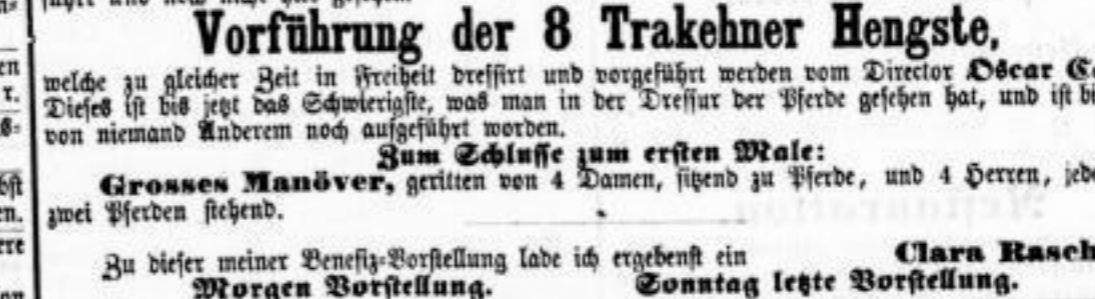 Vorführung der 8 Trakehner Hengste,
welche zu gleicher Zeit in Freiheit dressirt und vorgeführt werden vom Director Oscar
Dieses ist bis jetzt das Schwierigste, was man in der Dressur der Pferde gesehen hat, und ist
von niemand Anderem noch aufgeführt worden.
Zum Schlusse zum ersten Male:
Grosses Manöver, geritten von 4 Damen, sitzend zu Pferde, und 4 Herren,
zwei Pferden stehend.
Zu dieser meiner Benefiz-Vorstellung lade ich ergebenst ein Clara Rasch
Morgen Vorstellung. Sonntag letzte Vorstellung.